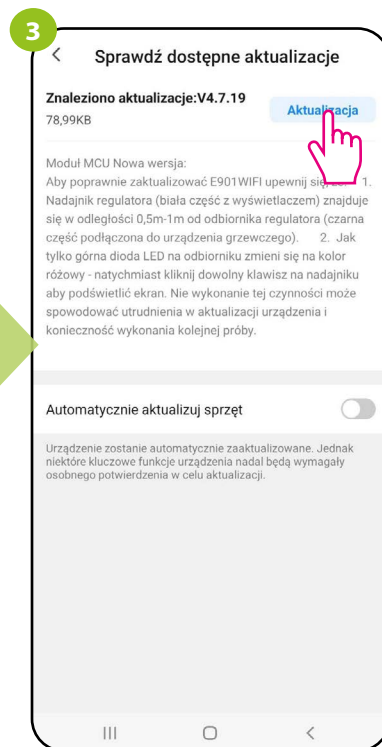 3
Sprawdź dostępne aktualizacje
Znaleziono aktualizacje:V4.7.19
78,99KB
Aktualizacja
Moduł MCU Nowa wersja:
Aby poprawnie zaktualizować E901WIFI upewnij się, 1.
Nadajnik regulatora (biała część z wyświetlaczem) znajduje
się w odległości 0,5m-1m od odbiornika regulatora (czarna
część podłączona do urządzenia grzewczego). 2. Jak
tylko górna dioda LED na odbiorniku zmieni się na kolor
różowy - natychmiast kliknij dowolny klawisz na nadajniku
aby podświetlić ekran. Nie wykonanie tej czynności może
spowodować utrudnienia w aktualizacji urządzenia i
konieczność wykonania kolejnej próby.
Automatycznie aktualizuj sprzęt
Urządzenie zostanie automatycznie zaaktualizowane. Jednak
niektóre kluczowe funkcje urządzenia nadal będą wymagały
osobnego potwierdzenia w celu aktualizacji.